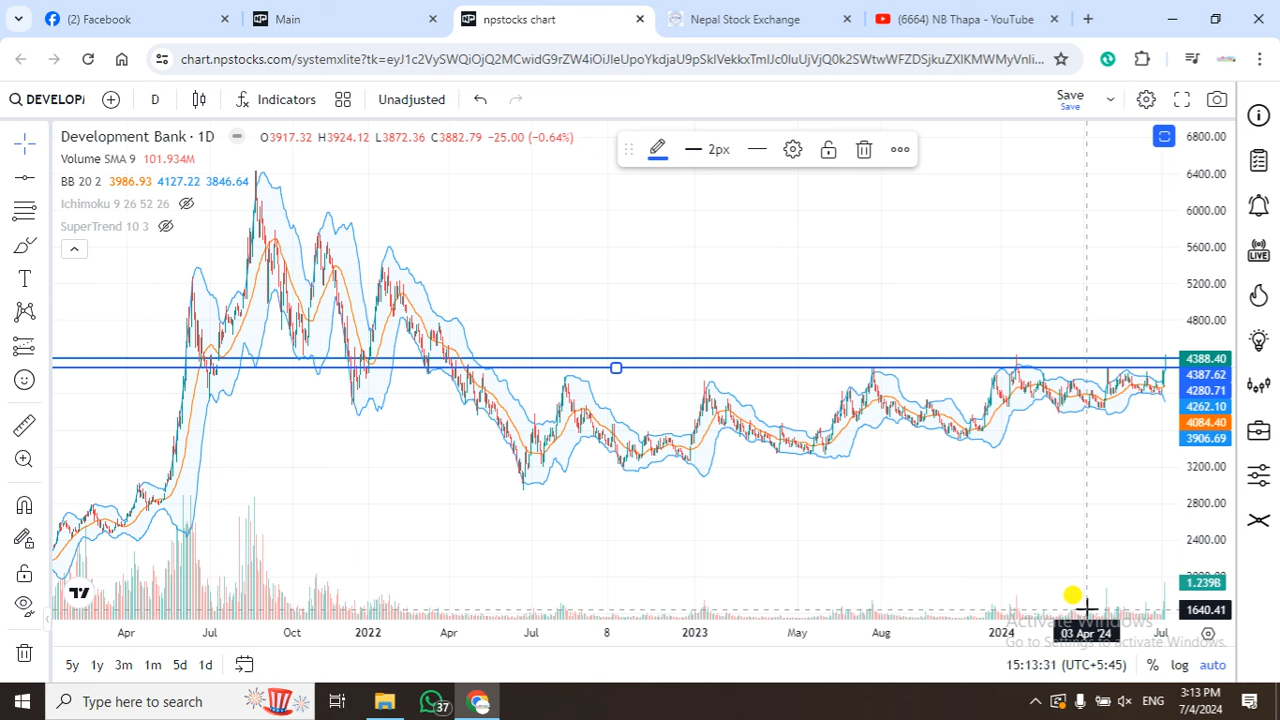 (2) Facebook
Main
npstocks chart
Nepal Stock Exchange
(6664) NB Thapa - YouTube
DEVELOPI
D
Indicators
Unadjusted
Save
Save
Development Bank · 1D
O3917.32 H3924.12 L3872.36 C3882.79 −25.00 (−0.64%)
Volume SMA 9 101.934M
BB 20 2 3986.93 4127.22 3846.64
Ichimoku 9 26 52 26
SuperTrend 10 3
2px
LIVE
6800.00
6400.00
6000.00
5600.00
5200.00
4800.00
4388.40
4387.62
4280.71
4262.10
4084.40
3906.69
3200.00
2800.00
2400.00
1.239B
1640.41
Apr
Jul
Oct
2022
Apr
Jul
8
2023
May
Aug
2024
03 Apr '24
Jul
Activate Windows
Go to Settings to activate Windows.
5y 1y 3m 1m 5d 1d
15:13:31 (UTC+5:45)
% log auto
Type here to search
37
ENG
3:13 PM
7/4/2024